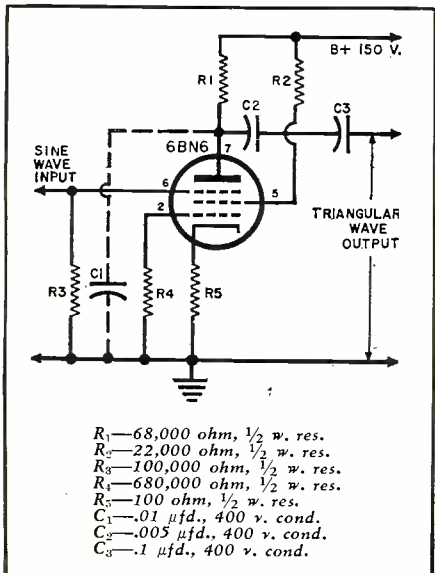 B+ 150 V.
R1
R2
C2
C3
6BN6
7
SINE
WAVE
INPUT
6
5
2
TRIANGULAR
WAVE
OUTPUT
C1
R3
R4
R5
R₁—68,000 ohm, ½ w. res.
R₂—22,000 ohm, ½ w. res.
R₃—100,000 ohm, ½ w. res.
R₄—680,000 ohm, ½ w. res.
R₅—100 ohm, ½ w. res.
C₁—.01 μfd., 400 v. cond.
C₂—.005 μfd., 400 v. cond.
C₃—.1 μfd., 400 v. cond.